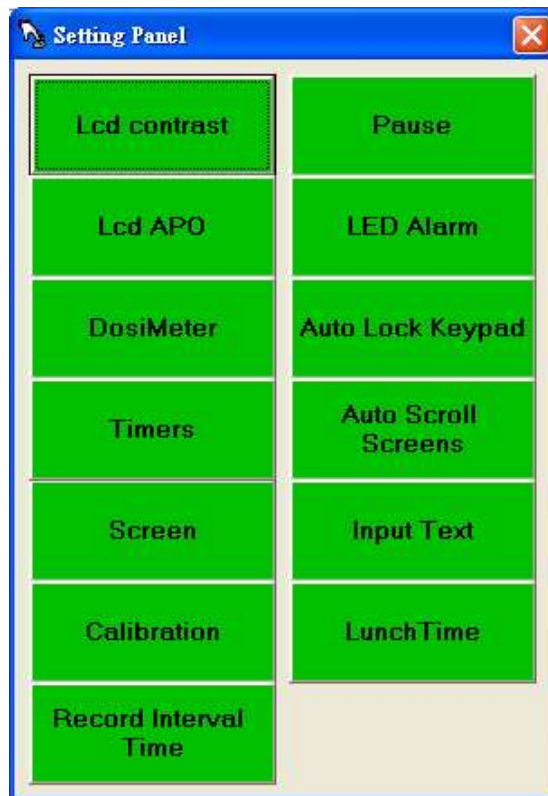 Setting Panel
Lcd contrast
Pause
Lcd APO
LED Alarm
DosiMeter
Auto Lock Keypad
Timers
Auto Scroll
Screens
Screen
Input Text
Calibration
LunchTime
Record Interval
Time